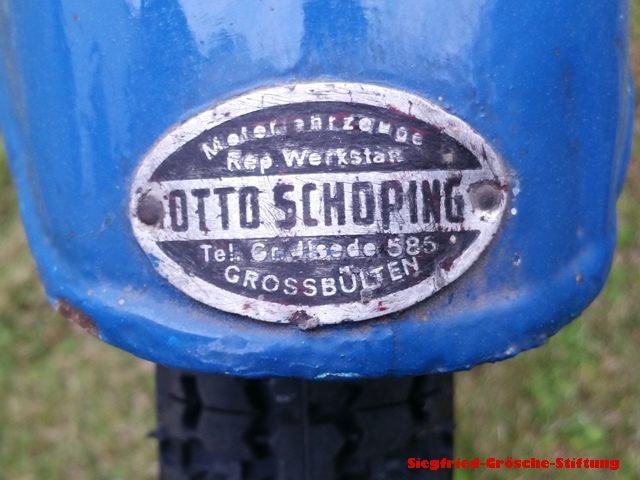 Motorfahrzeuge
Rep Werkstatt
OTTO SCHÖPING
Tel. Gr. Ilsede 585
GROSSBÜLTEN
Siegfried-Grösche-Stiftung